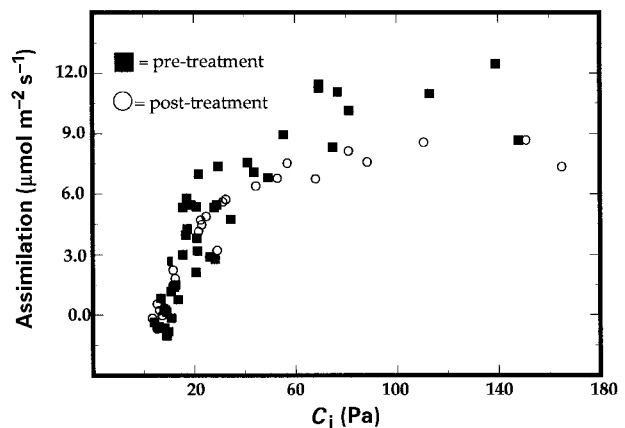 Assimilation (μmol m⁻² s⁻¹)
12.0
9.0
6.0
3.0
0.0
= pre-treatment
= post-treatment
20
60
100
140
180
Cᵢ (Pa)